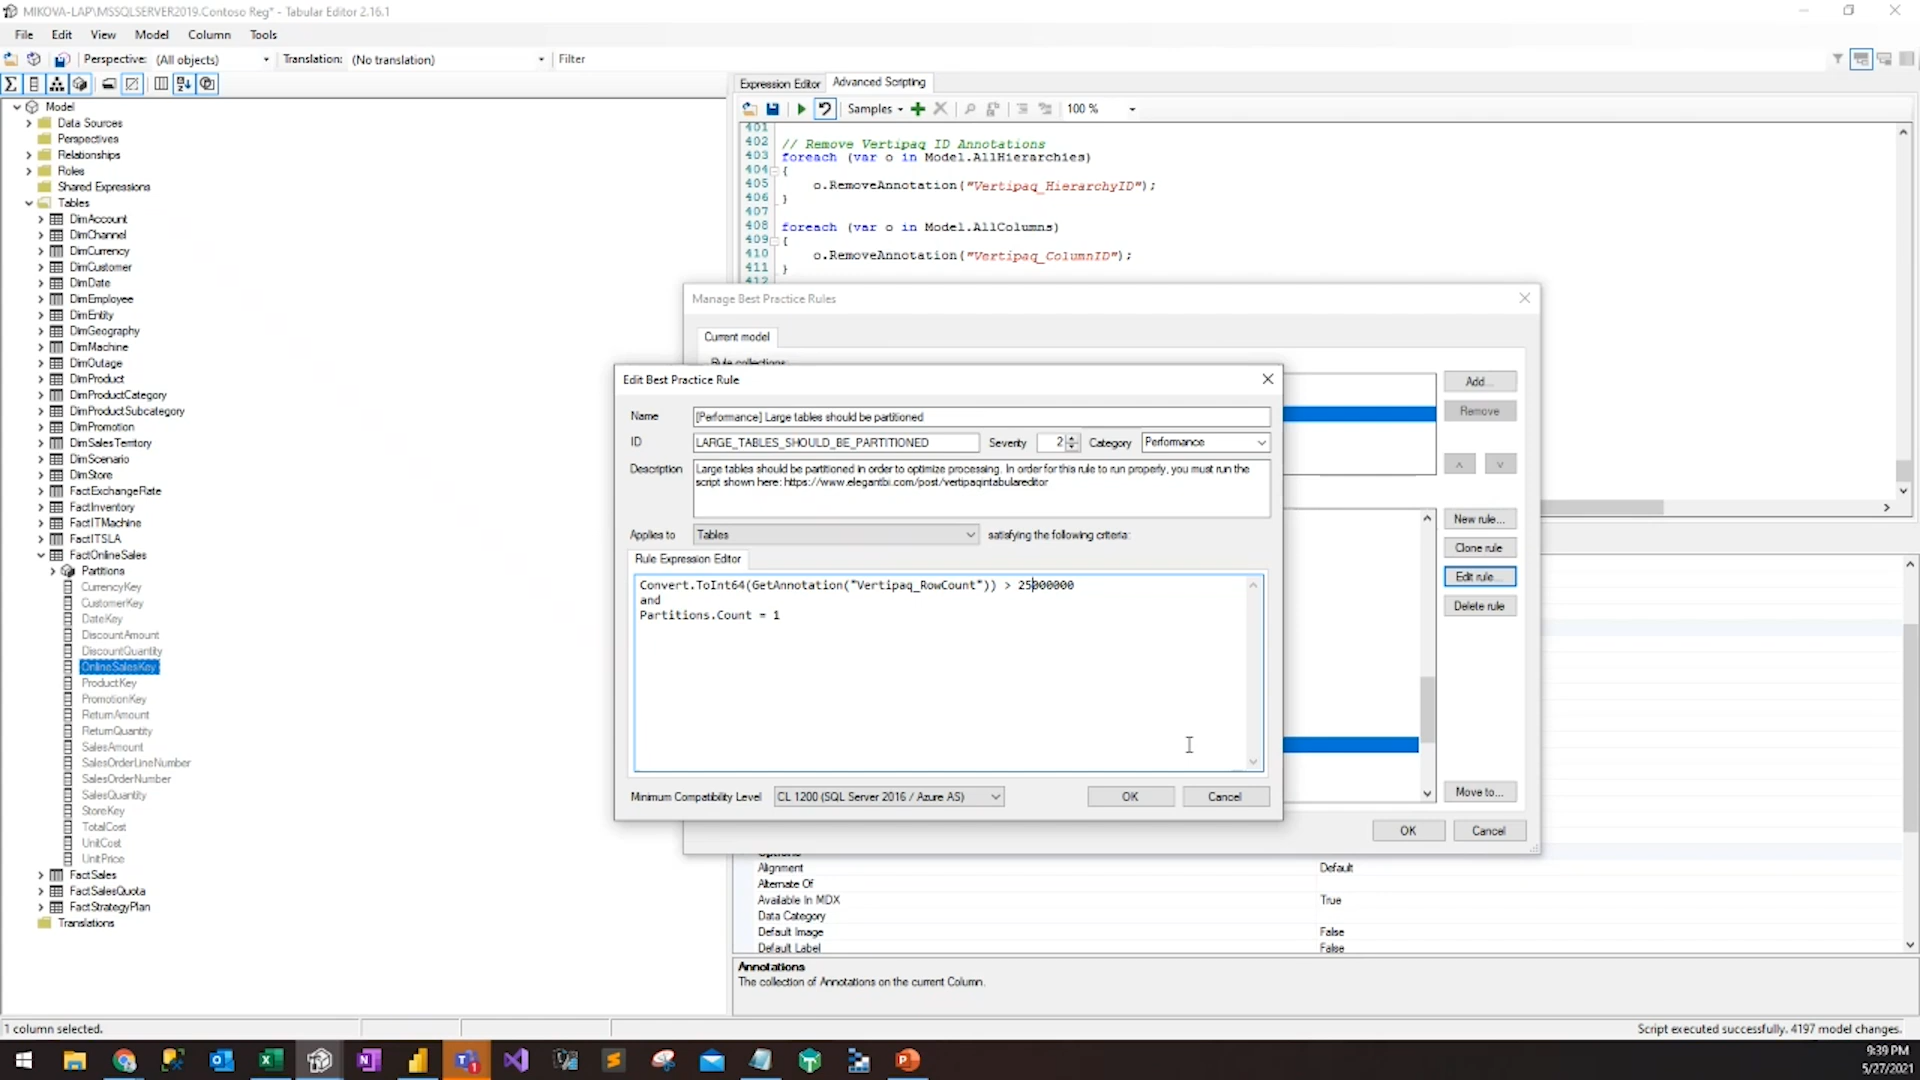 MIKOVA-LAP\MSSQLSERVER2019.Contoso Reg* - Tabular Editor 2.16.1
File Edit View Model Column Tools
Perspective: (All objects) Translation: (No translation) Filter
Expression Editor Advanced Scripting
Samples 100 %
Model
Data Sources
Perspectives
Relationships
Roles
Shared Expressions
Tables
DimAccount
DimChannel
DimCurrency
DimCustomer
DimDate
DimEmployee
DimEntity
DimGeography
DimMachine
DimOutage
DimProduct
DimProductCategory
DimProductSubcategory
DimPromotion
DimSalesTerritory
DimScenario
DimStore
FactExchangeRate
FactInventory
FactITMachine
FactITSLA
FactOnlineSales
Partitions
CurrencyKey
CustomerKey
DateKey
DiscountAmount
DiscountQuantity
OnlineSalesKey
ProductKey
PromotionKey
ReturnAmount
ReturnQuantity
SalesAmount
SalesOrderLineNumber
SalesOrderNumber
SalesQuantity
StoreKey
TotalCost
UnitCost
UnitPrice
FactSales
FactSalesQuota
FactStrategyPlan
Translations
401
402 // Remove Vertipaq ID Annotations
403 foreach (var o in Model.AllHierarchies)
404 {
405 o.RemoveAnnotation("Vertipaq_HierarchyID");
406 }
407
408 foreach (var o in Model.AllColumns)
409 {
410 o.RemoveAnnotation("Vertipaq_ColumnID");
411 }
412
Manage Best Practice Rules
Current model
Rule collections:
Add...
Remove
New rule...
Clone rule
Edit rule...
Delete rule
Move to...
OK Cancel
Edit Best Practice Rule
Name [Performance] Large tables should be partitioned
ID LARGE_TABLES_SHOULD_BE_PARTITIONED Severity 2 Category Performance
Description Large tables should be partitioned in order to optimize processing. In order for this rule to run properly, you must run the
script shown here: https://www.elegantbi.com/post/vertipaqintabulareditor
Applies to Tables satisfying the following criteria:
Rule Expression Editor
Convert.ToInt64(GetAnnotation("Vertipaq_RowCount")) > 25000000
and
Partitions.Count = 1
Minimum Compatibility Level CL 1200 (SQL Server 2016 / Azure AS) OK Cancel
Options
Alignment Default
Alternate Of
Available In MDX True
Data Category
Default Image False
Default Label False
Annotations
The collection of Annotations on the current Column.
1 column selected. Script executed successfully. 4197 model changes.
9:39 PM
5/27/2021